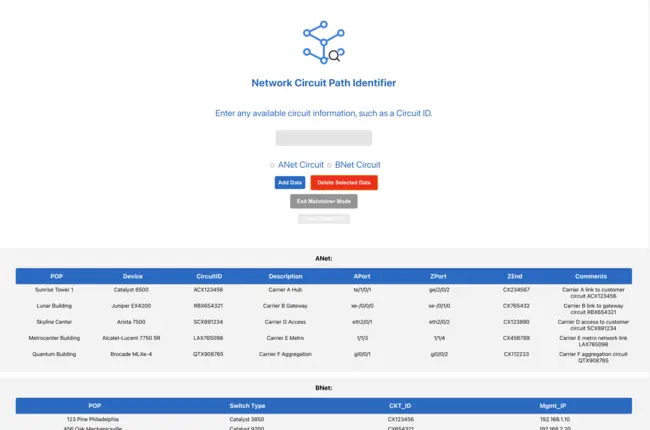 Network Circuit Path Identifier
Enter any available circuit information, such as a Circuit ID.
ANet Circuit BNet Circuit
Add Data Delete Selected Data
Exit Maintainer Mode
ANet:
POP Device CircuitID Description APort ZPort ZEnd Comments
Sunrise Tower 1 Catalyst 6500 ACX123456 Carrier A Hub te/1/0/1 ge/2/0/2 CX234567 Carrier A link to customer
circuit ACX123456
Lunar Building Juniper EX4200 RBX654321 Carrier B Gateway xe-/0/0/0 xe-/0/1/0 CX765432 Carrier B link to gateway
circuit RBX654321
Skyline Center Arista 7500 SCX891234 Carrier D Access eth2/0/1 eth2/0/2 CX123890 Carrier D access to customer
circuit SCX891234
Metrocenter Building Alcatel-Lucent 7750 SR LAX765098 Carrier E Metro 1/1/3 1/1/4 CX456789 Carrier E metro network link
LAX765098
Quantum Building Brocade MLXe-4 QTX908765 Carrier F Aggregation gi0/0/1 gi0/0/2 CX112233 Carrier F aggregation circuit
QTX908765
BNet:
POP Switch Type CKT_ID Mgmt_IP
123 Pine Philadelphia Catalyst 3850 CX123456 192.168.1.10
456 Oak Mechanicsville Catalyst 9200 CX654321 192.168.2.20